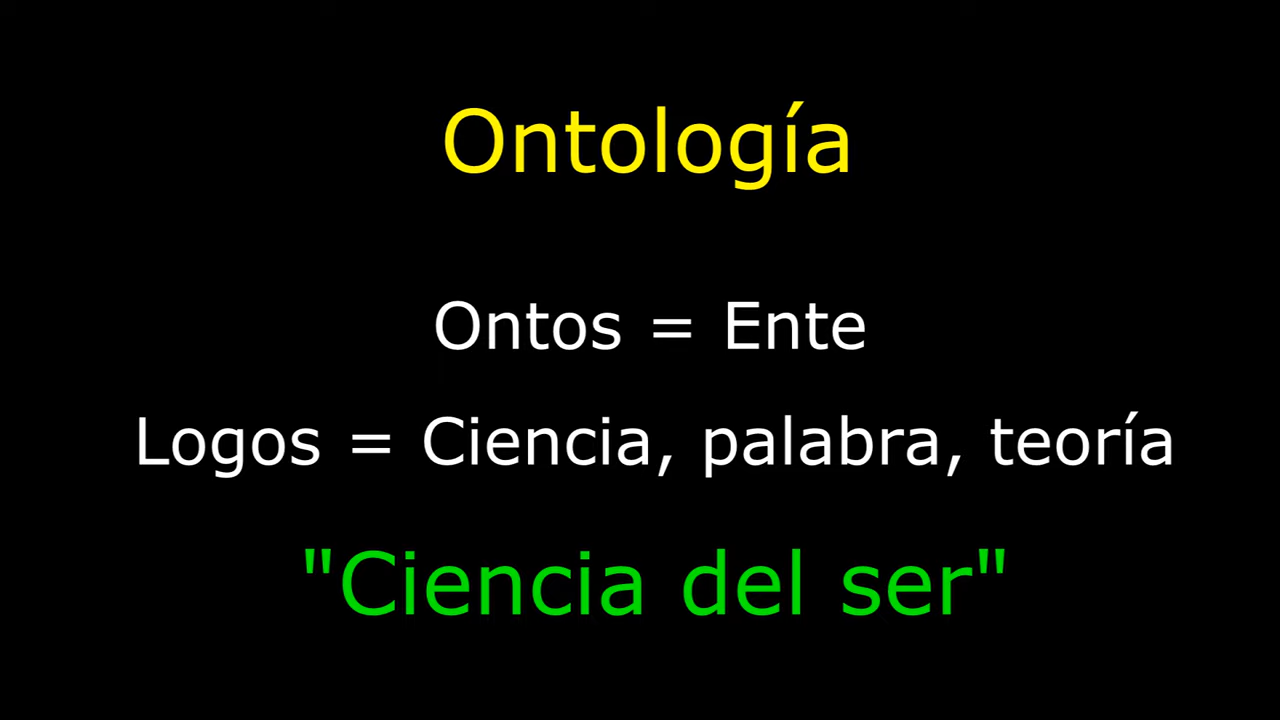 Ontología
Ontos = Ente
Logos = Ciencia, palabra, teoría
"Ciencia del ser"